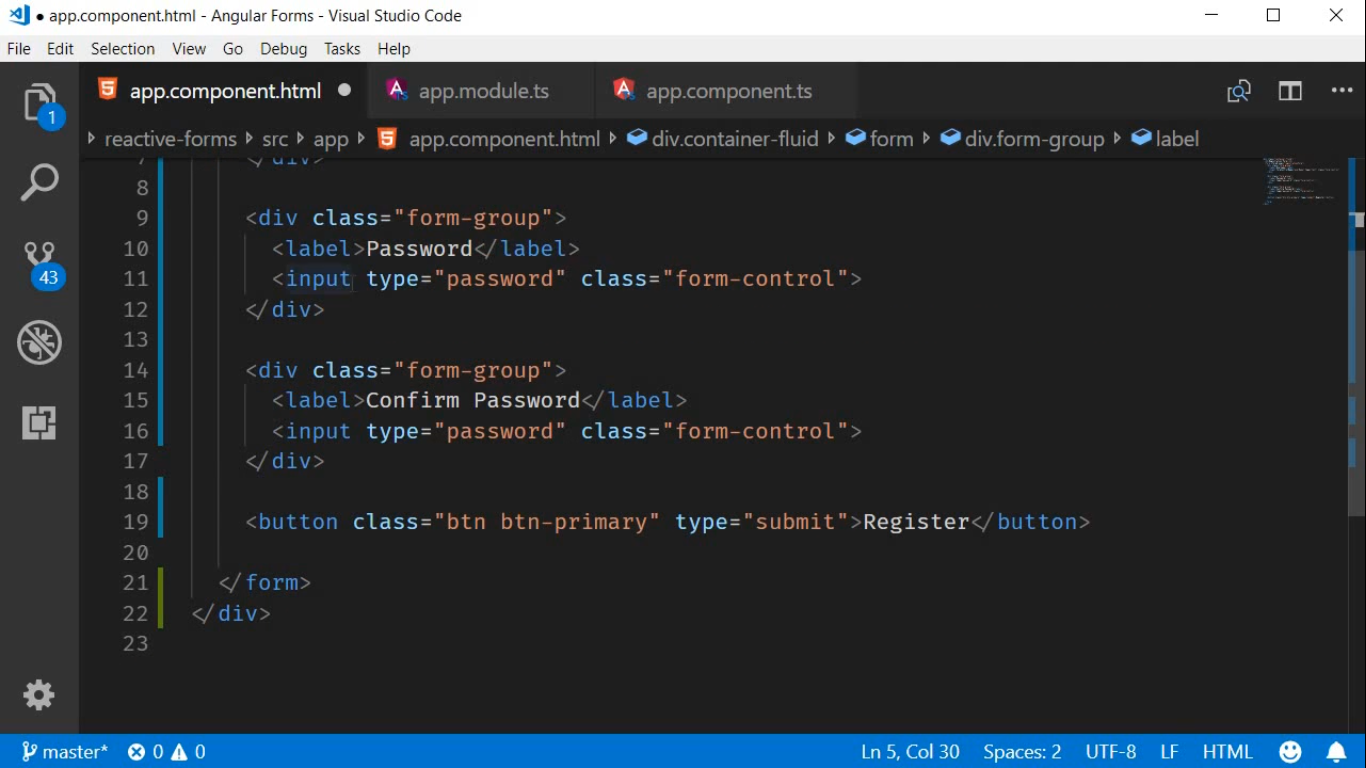 ● app.component.html - Angular Forms - Visual Studio Code
File Edit Selection View Go Debug Tasks Help
app.component.html ● app.module.ts app.component.ts
reactive-forms src app app.component.html div.container-fluid form div.form-group label
1
43
7 </div>
8
9 <div class="form-group">
10 <label>Password</label>
11 <input type="password" class="form-control">
12 </div>
13
14 <div class="form-group">
15 <label>Confirm Password</label>
16 <input type="password" class="form-control">
17 </div>
18
19 <button class="btn btn-primary" type="submit">Register</button>
20
21 </form>
22 </div>
23
master* 0 0 Ln 5, Col 30 Spaces: 2 UTF-8 LF HTML